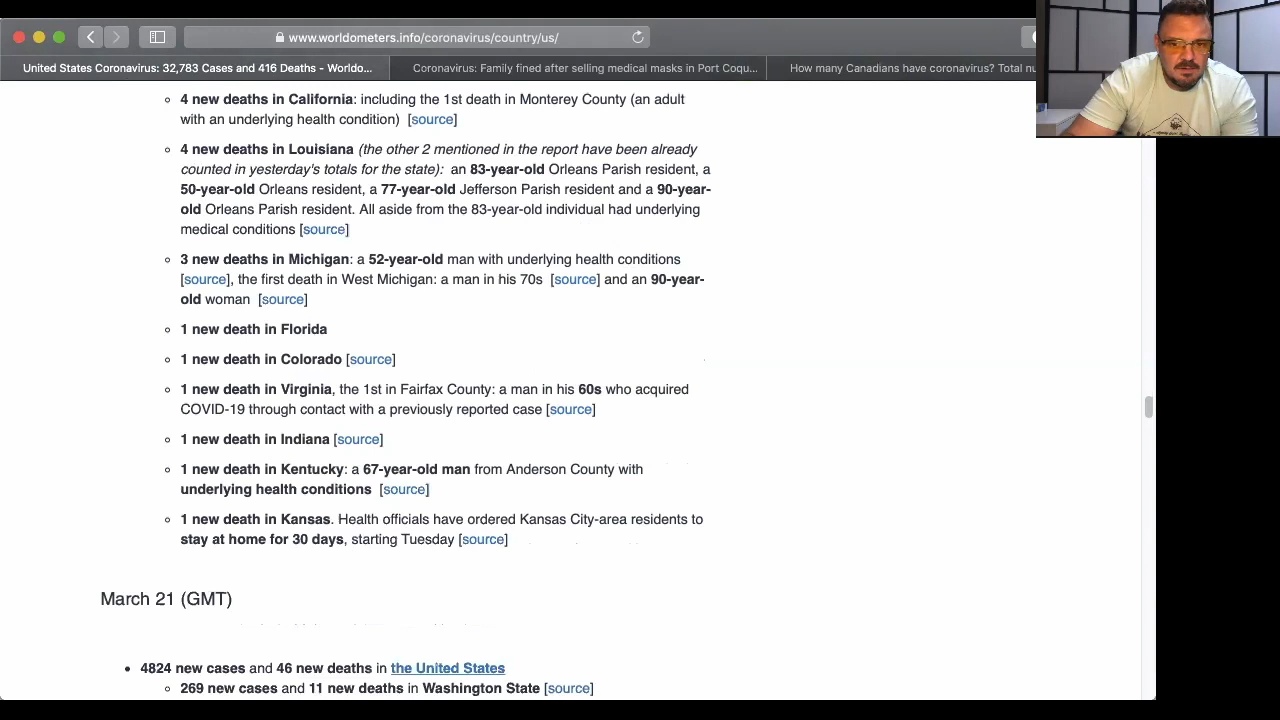 www.worldometers.info/coronavirus/country/us/
United States Coronavirus: 32,783 Cases and 416 Deaths - Worldo...
Coronavirus: Family fined after selling medical masks in Port Coqu...
How many Canadians have coronavirus? Total nu
4 new deaths in California: including the 1st death in Monterey County (an adult
with an underlying health condition) [source]
4 new deaths in Louisiana (the other 2 mentioned in the report have been already
counted in yesterday's totals for the state): an 83-year-old Orleans Parish resident, a
50-year-old Orleans resident, a 77-year-old Jefferson Parish resident and a 90-year-
old Orleans Parish resident. All aside from the 83-year-old individual had underlying
medical conditions [source]
3 new deaths in Michigan: a 52-year-old man with underlying health conditions
[source], the first death in West Michigan: a man in his 70s [source] and an 90-year-
old woman [source]
1 new death in Florida
1 new death in Colorado [source]
1 new death in Virginia, the 1st in Fairfax County: a man in his 60s who acquired
COVID-19 through contact with a previously reported case [source]
1 new death in Indiana [source]
1 new death in Kentucky: a 67-year-old man from Anderson County with
underlying health conditions [source]
1 new death in Kansas. Health officials have ordered Kansas City-area residents to
stay at home for 30 days, starting Tuesday [source]
March 21 (GMT)
4824 new cases and 46 new deaths in the United States
269 new cases and 11 new deaths in Washington State [source]